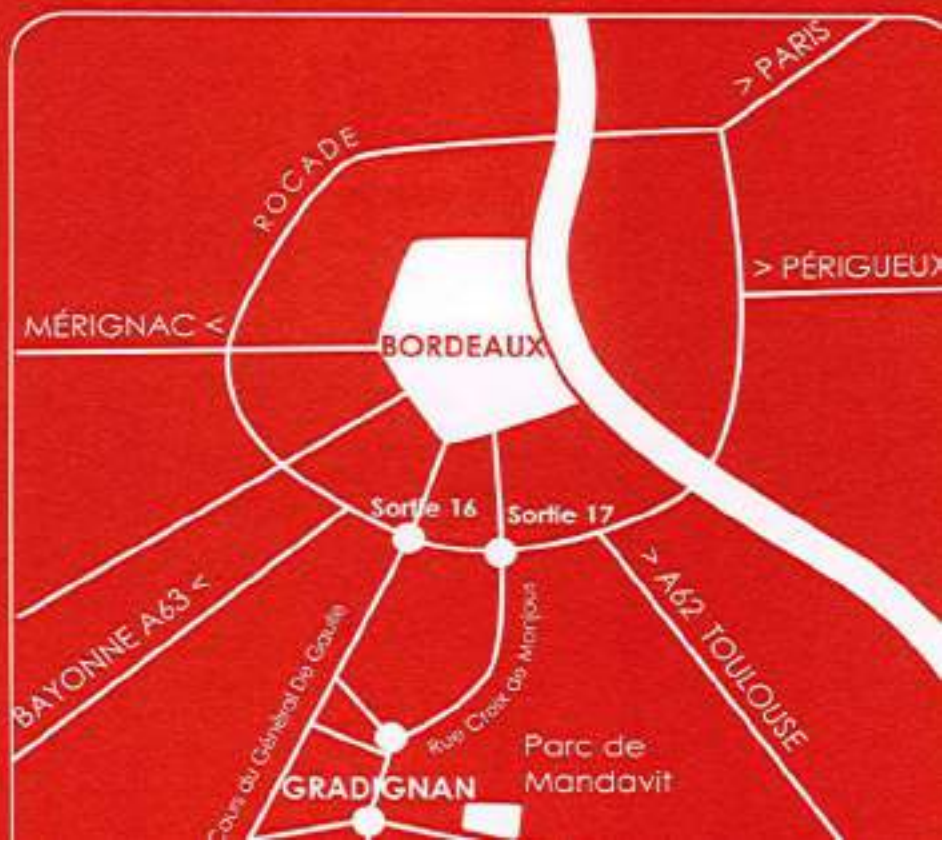 > PARIS
ROCADE
> PÉRIGUEUX
MÉRIGNAC <
BORDEAUX
Sortie 16
Sortie 17
BAYONNE A63 <
> A62 TOULOUSE
Cours du Général De Gaulle
Rue Croix de Monjous
Parc de
Mandavit
GRADIGNAN